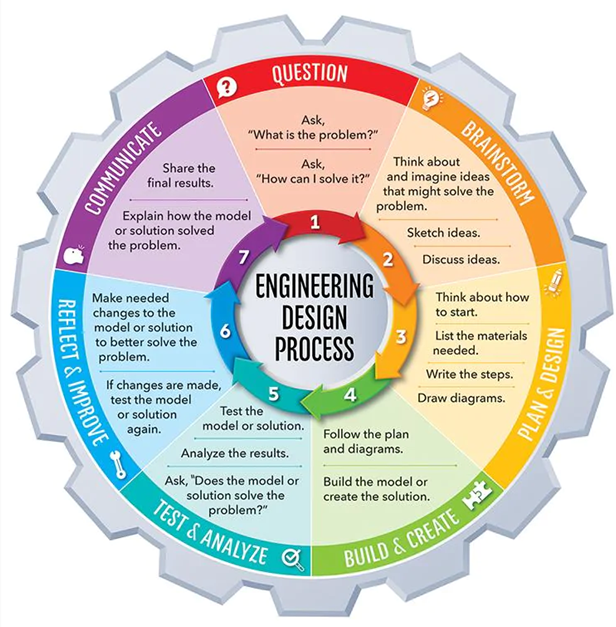 ENGINEERING
DESIGN
PROCESS
1
QUESTION
Ask,
“What is the problem?”
Ask,
“How can I solve it?”
2
BRAINSTORM
Think about
and imagine ideas
that might solve the
problem.
Sketch ideas.
Discuss ideas.
3
PLAN & DESIGN
Think about how
to start.
List the materials
needed.
Write the steps.
Draw diagrams.
4
BUILD & CREATE
Follow the plan
and diagrams.
Build the model or
create the solution.
5
TEST & ANALYZE
Test the
model or solution.
Analyze the results.
Ask, "Does the model or
solution solve the
problem?”
6
REFLECT & IMPROVE
Make needed
changes to the
model or solution
to better solve the
problem.
If changes are made,
test the model
or solution
again.
7
COMMUNICATE
Share the
final results.
Explain how the model
or solution solved
the problem.
?